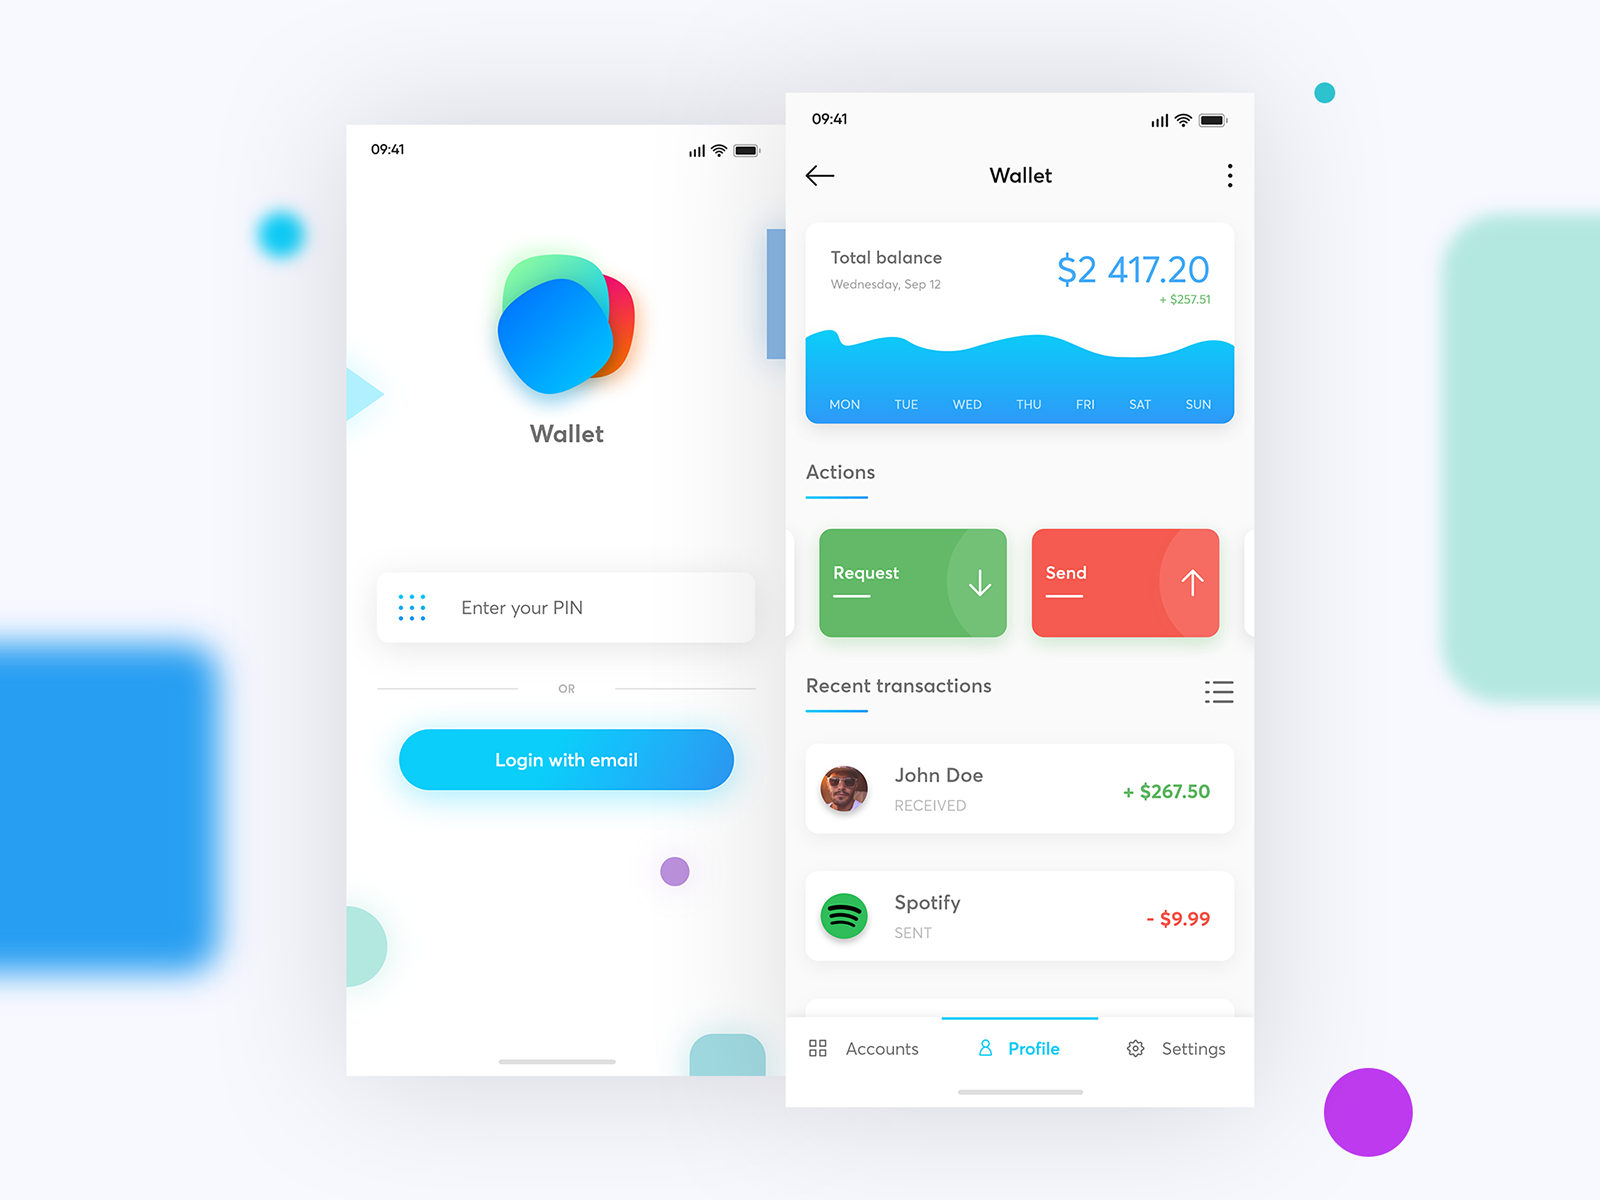 09:41
Wallet
Enter your PIN
OR
Login with email
09:41
Wallet
Total balance
$2 417.20
Wednesday, Sep 12
+ $257.51
MON TUE WED THU FRI SAT SUN
Actions
Request
Send
Recent transactions
John Doe
RECEIVED
+ $267.50
Spotify
SENT
- $9.99
Accounts
Profile
Settings